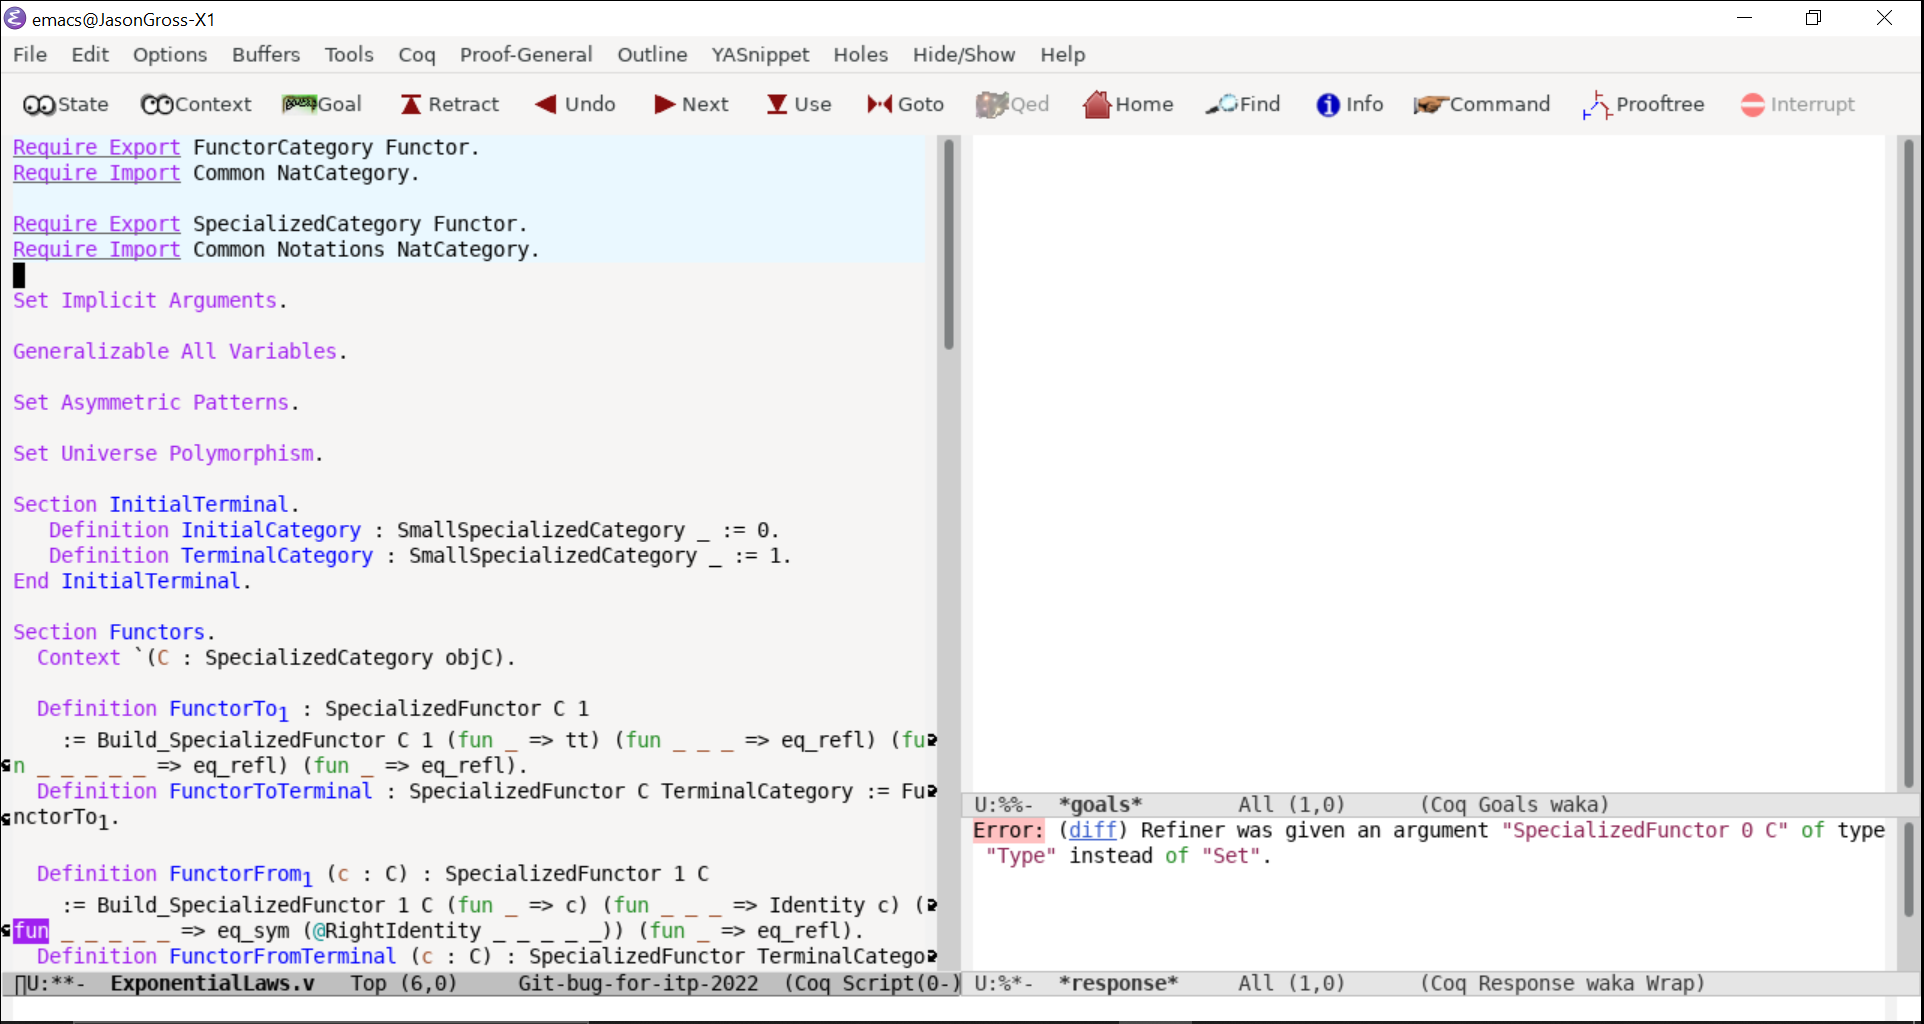 emacs@JasonGross-X1
File Edit Options Buffers Tools Coq Proof-General Outline YASnippet Holes Hide/Show Help
State Context Goal Retract Undo Next Use Goto Qed Home Find Info Command Prooftree Interrupt
Require Export FunctorCategory Functor.
Require Import Common NatCategory.
Require Export SpecializedCategory Functor.
Require Import Common Notations NatCategory.
Set Implicit Arguments.
Generalizable All Variables.
Set Asymmetric Patterns.
Set Universe Polymorphism.
Section InitialTerminal.
   Definition InitialCategory : SmallSpecializedCategory _ := 0.
   Definition TerminalCategory : SmallSpecializedCategory _ := 1.
End InitialTerminal.
Section Functors.
  Context `(C : SpecializedCategory objC).
  Definition FunctorTo₁ : SpecializedFunctor C 1
    := Build_SpecializedFunctor C 1 (fun _ => tt) (fun _ _ _ => eq_refl) (fu
n _ _ _ _ _ => eq_refl) (fun _ => eq_refl).
  Definition FunctorToTerminal : SpecializedFunctor C TerminalCategory := Fu
nctorTo₁.
  Definition FunctorFrom₁ (c : C) : SpecializedFunctor 1 C
    := Build_SpecializedFunctor 1 C (fun _ => c) (fun _ _ _ => Identity c) (
fun _ _ _ _ _ => eq_sym (@RightIdentity _ _ _ _ _)) (fun _ => eq_refl).
  Definition FunctorFromTerminal (c : C) : SpecializedFunctor TerminalCatego
U:**-  ExponentialLaws.v   Top (6,0)     Git-bug-for-itp-2022  (Coq Script(0-)
U:%%-  *goals*        All (1,0)      (Coq Goals waka)
Error: (diff) Refiner was given an argument "SpecializedFunctor 0 C" of type
 "Type" instead of "Set".
U:%*-  *response*     All (1,0)      (Coq Response waka Wrap)